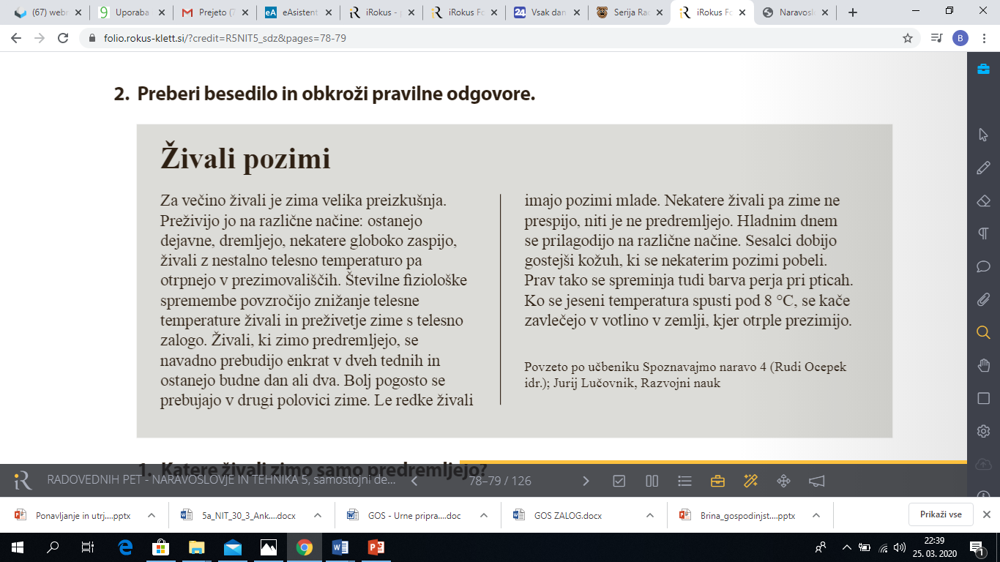 (67) webr
Uporaba
Prejeto (7
eAsistent
iRokus - p
iRokus Fo
Vsak dan
Serija Rac
iRokus Fo
Naravosl
folio.rokus-klett.si/?credit=R5NIT5_sdz&pages=78-79
B
2. Preberi besedilo in obkroži pravilne odgovore.
Živali pozimi
Za večino živali je zima velika preizkušnja.
Preživijo jo na različne načine: ostanejo
dejavne, dremljejo, nekatere globoko zaspijo,
živali z nestalno telesno temperaturo pa
otrpnejo v prezimovališčih. Številne fiziološke
spremembe povzročijo znižanje telesne
temperature živali in preživetje zime s telesno
zalogo. Živali, ki zimo predremljejo, se
navadno prebudijo enkrat v dveh tednih in
ostanejo budne dan ali dva. Bolj pogosto se
prebujajo v drugi polovici zime. Le redke živali
imajo pozimi mlade. Nekatere živali pa zime ne
prespijo, niti je ne predremljejo. Hladnim dnem
se prilagodijo na različne načine. Sesalci dobijo
gostejši kožuh, ki se nekaterim pozimi pobeli.
Prav tako se spreminja tudi barva perja pri pticah.
Ko se jeseni temperatura spusti pod 8 °C, se kače
zavlečejo v votlino v zemlji, kjer otrple prezimijo.
Povzeto po učbeniku Spoznavajmo naravo 4 (Rudi Ocepek
idr.); Jurij Lučovnik, Razvojni nauk
1. Katere živali zimo samo predremljejo?
iR
RADOVEDNIH PET - NARAVOSLOVJE IN TEHNIKA 5, samostojni de...
78–79 / 126
Ponavljanje in utrj....pptx
5a_NIT_30_3_Ank....docx
GOS - Urne pripra....doc
GOS ZALOG.docx
Brina_gospodinjst....pptx
Prikaži vse
22:39
25. 03. 2020
1